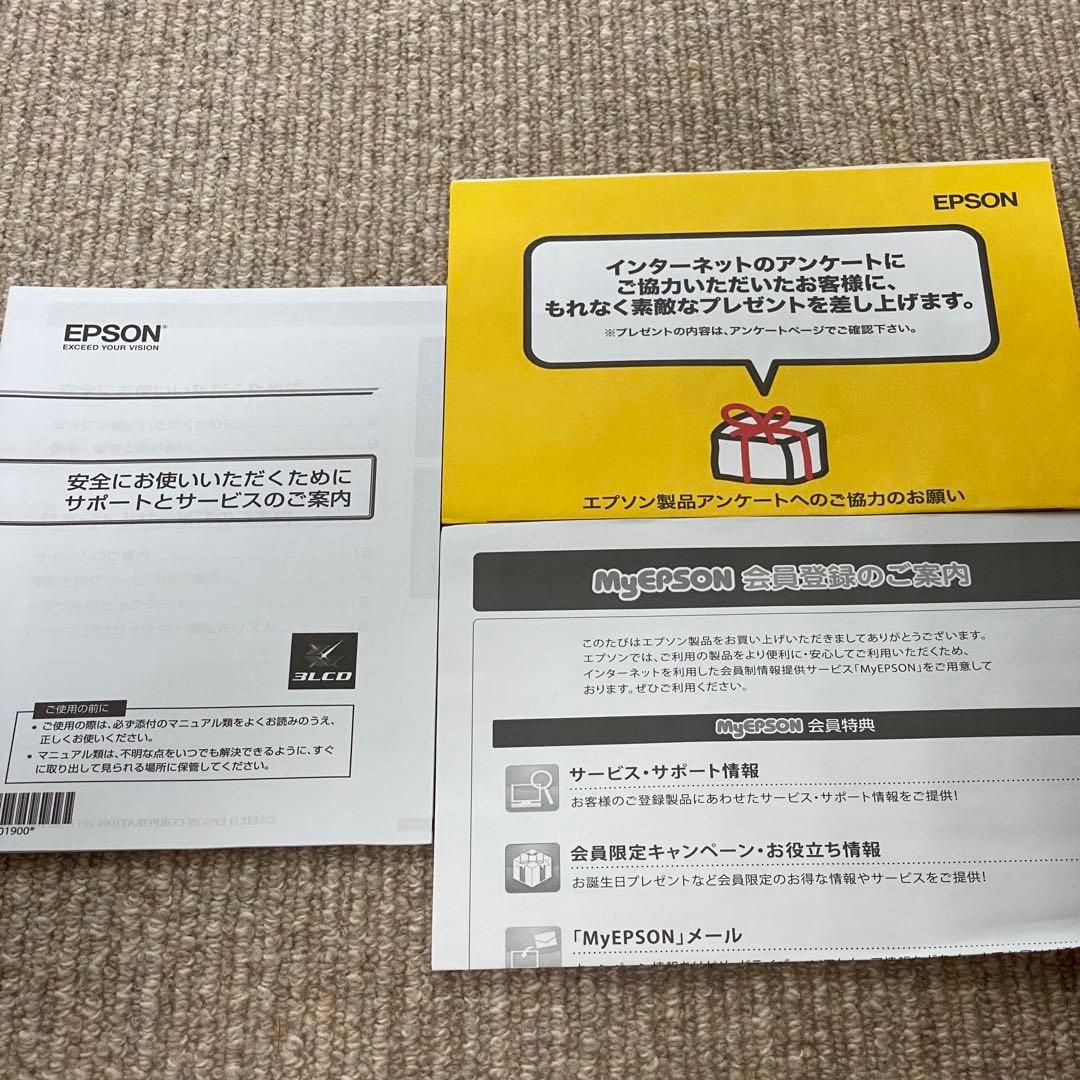 EPSON
EXCEED YOUR VISION
安全にお使いいただくために
サポートとサービスのご案内
3LCD
ご使用の前に
• ご使用の際は、必ず添付のマニュアル類をよくお読みのうえ、
正しくお使いください。
• マニュアル類は、不明な点をいつでも解決できるように、すぐ
に取り出して見られる場所に保管してください。
01900*
EPSON
インターネットのアンケートに
ご協力いただいたお客様に、
もれなく素敵なプレゼントを差し上げます。
※プレゼントの内容は、アンケートページでご確認下さい。
エプソン製品アンケートへのご協力のお願い
MyEPSON 会員登録のご案内
このたびはエプソン製品をお買い上げいただきましてありがとうございます。
エプソンでは、ご利用の製品をより便利に・安心してご利用いただくため、
インターネットを利用した会員制情報提供サービス「MyEPSON」をご用意して
おります。ぜひご利用ください。
MyEPSON 会員特典
サービス・サポート情報
お客様のご登録製品にあわせたサービス・サポート情報をご提供!
会員限定キャンペーン・お役立ち情報
お誕生日プレゼントなど会員限定のお得な情報やサービスをご提供!
「MyEPSON」メール